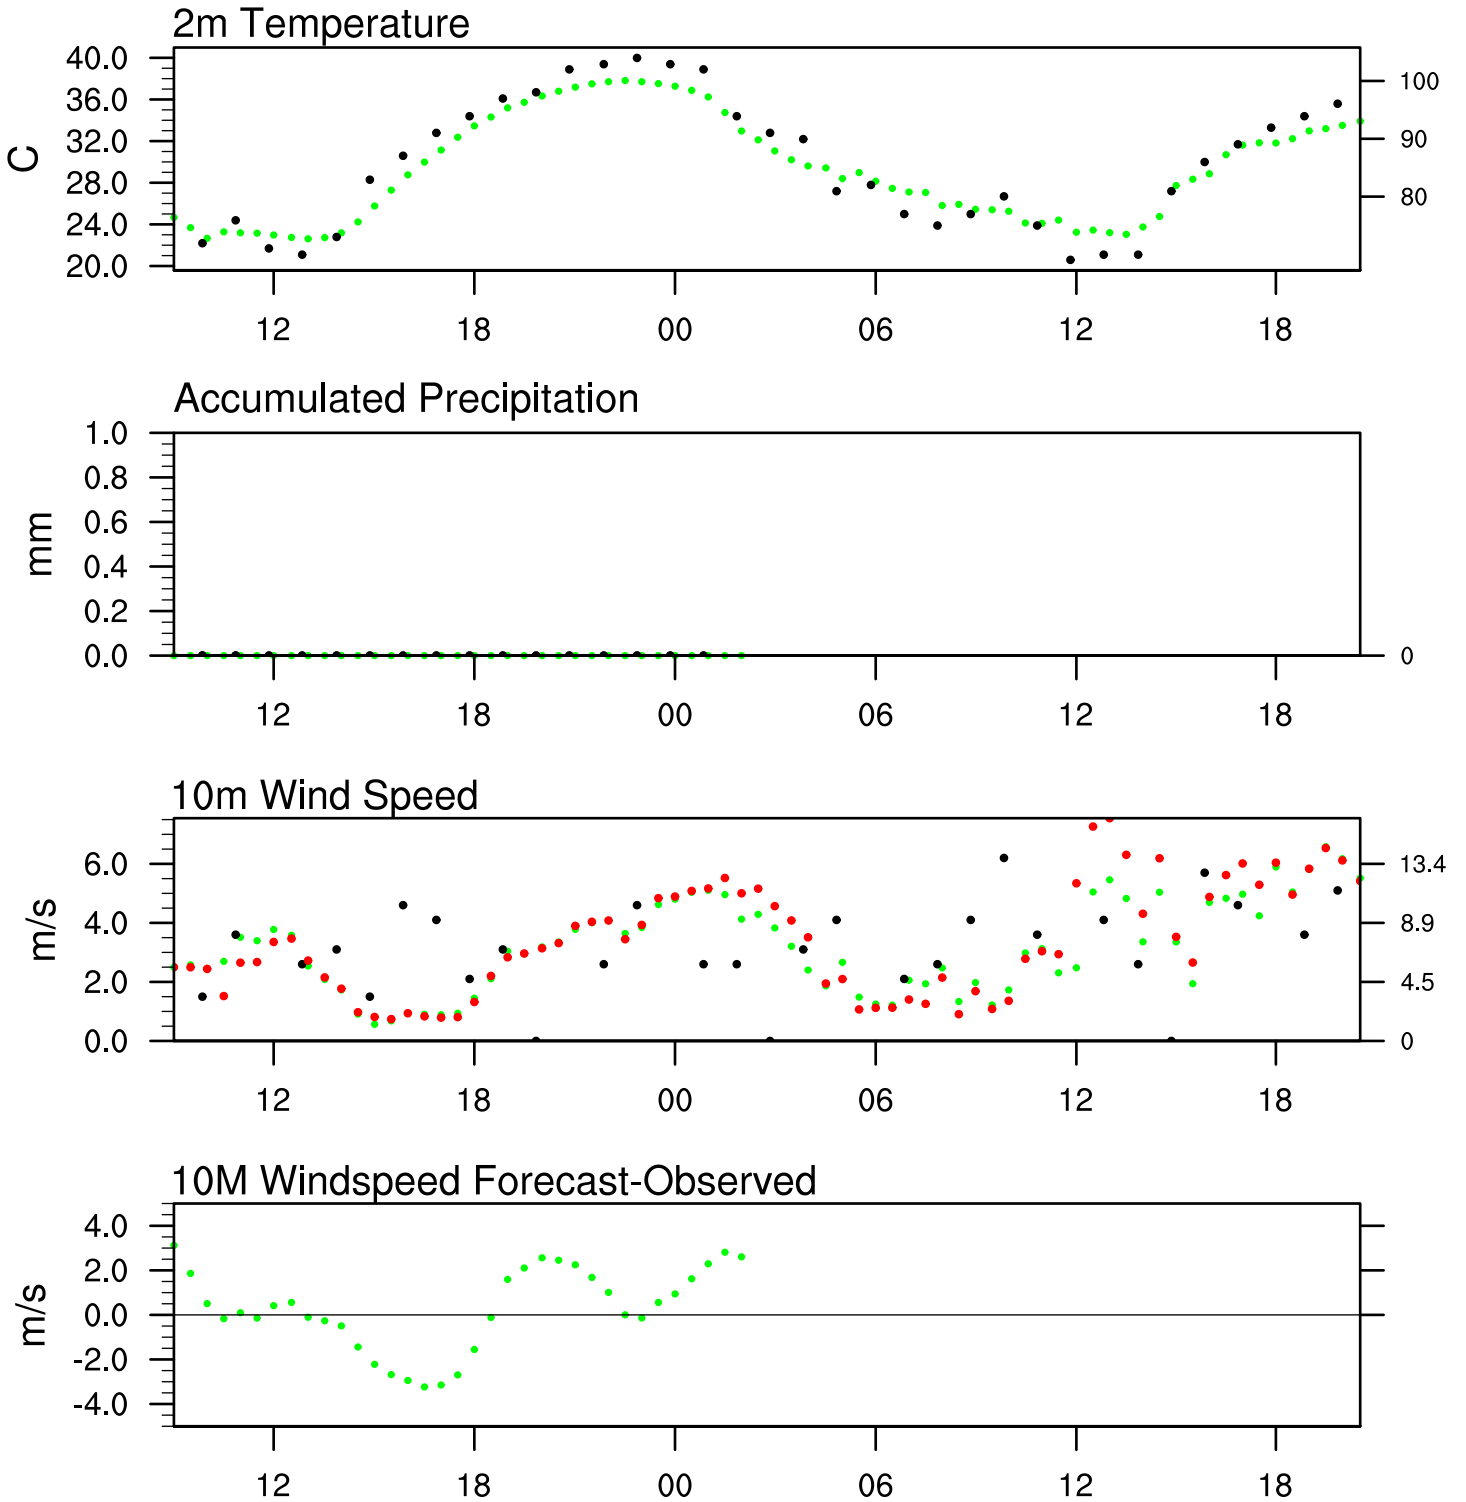 2m Temperature
40.0
36.0
32.0
28.0
24.0
20.0
C
100
90
80
12 18 00 06 12 18
Accumulated Precipitation
1.0
0.8
0.6
0.4
0.2
0.0
mm
0
12 18 00 06 12 18
10m Wind Speed
6.0
4.0
2.0
0.0
m/s
13.4
8.9
4.5
0
12 18 00 06 12 18
10M Windspeed Forecast-Observed
4.0
2.0
0.0
-2.0
-4.0
m/s
12 18 00 06 12 18